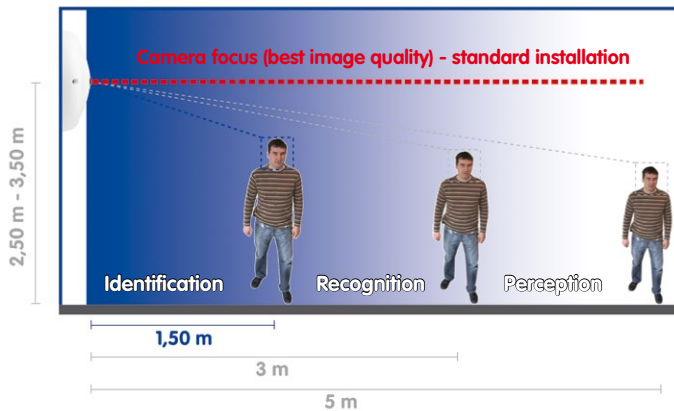 Camera focus (best image quality) - standard installation
2,50 m - 3,50 m
Identification
Recognition
Perception
1,50 m
3 m
5 m